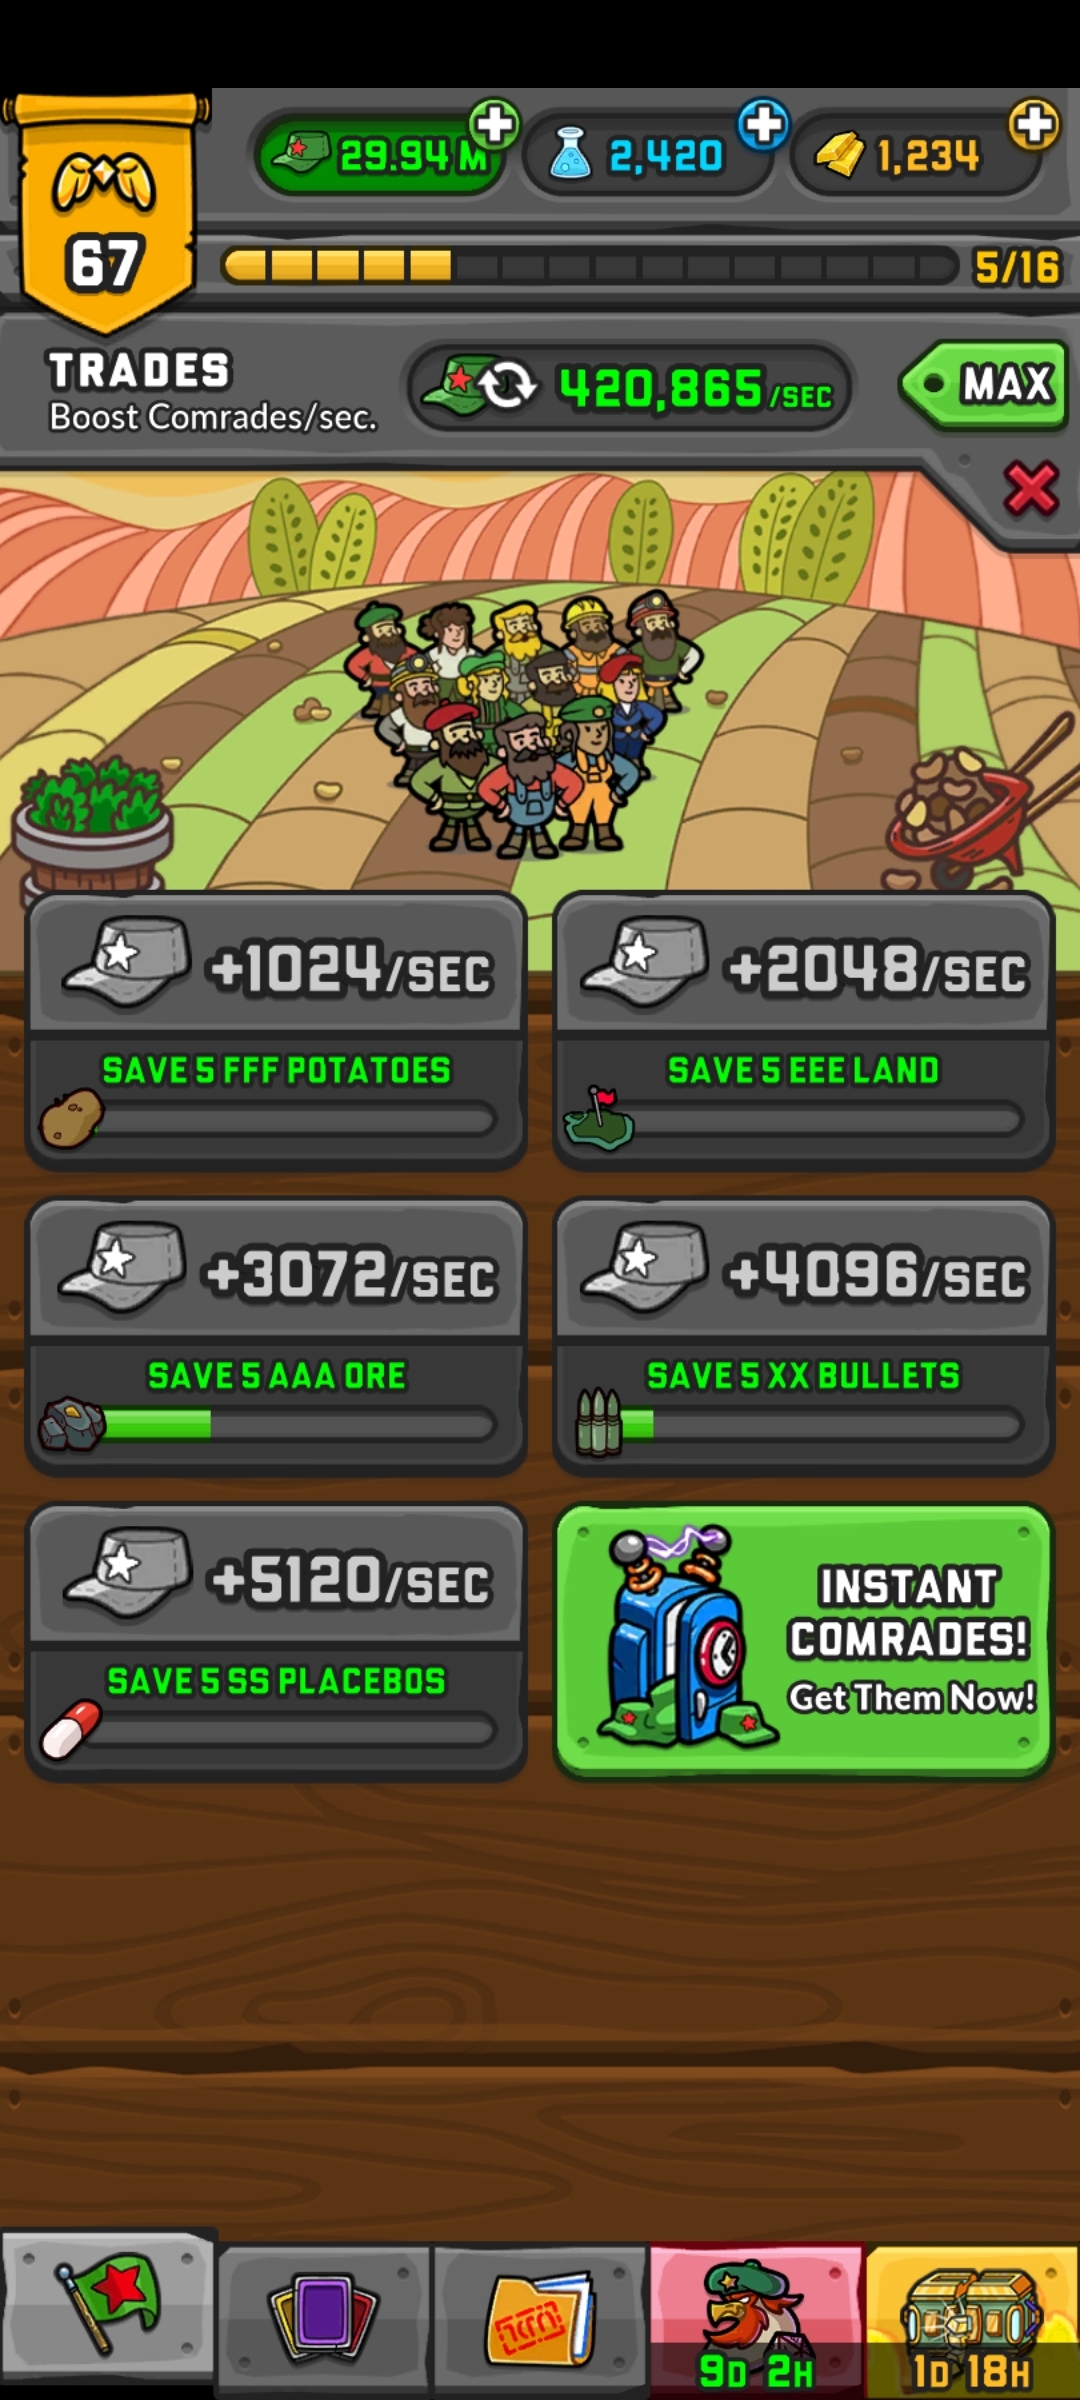 29.94M
2,420
1,234
67
5/16
TRADES
Boost Comrades/sec.
420,865/SEC
MAX
+1024/SEC
SAVE 5 FFF POTATOES
+2048/SEC
SAVE 5 EEE LAND
+3072/SEC
SAVE 5 AAA ORE
+4096/SEC
SAVE 5 XX BULLETS
+5120/SEC
SAVE 5 SS PLACEBOS
INSTANT
COMRADES!
Get Them Now!
9D 2H
1D 18H